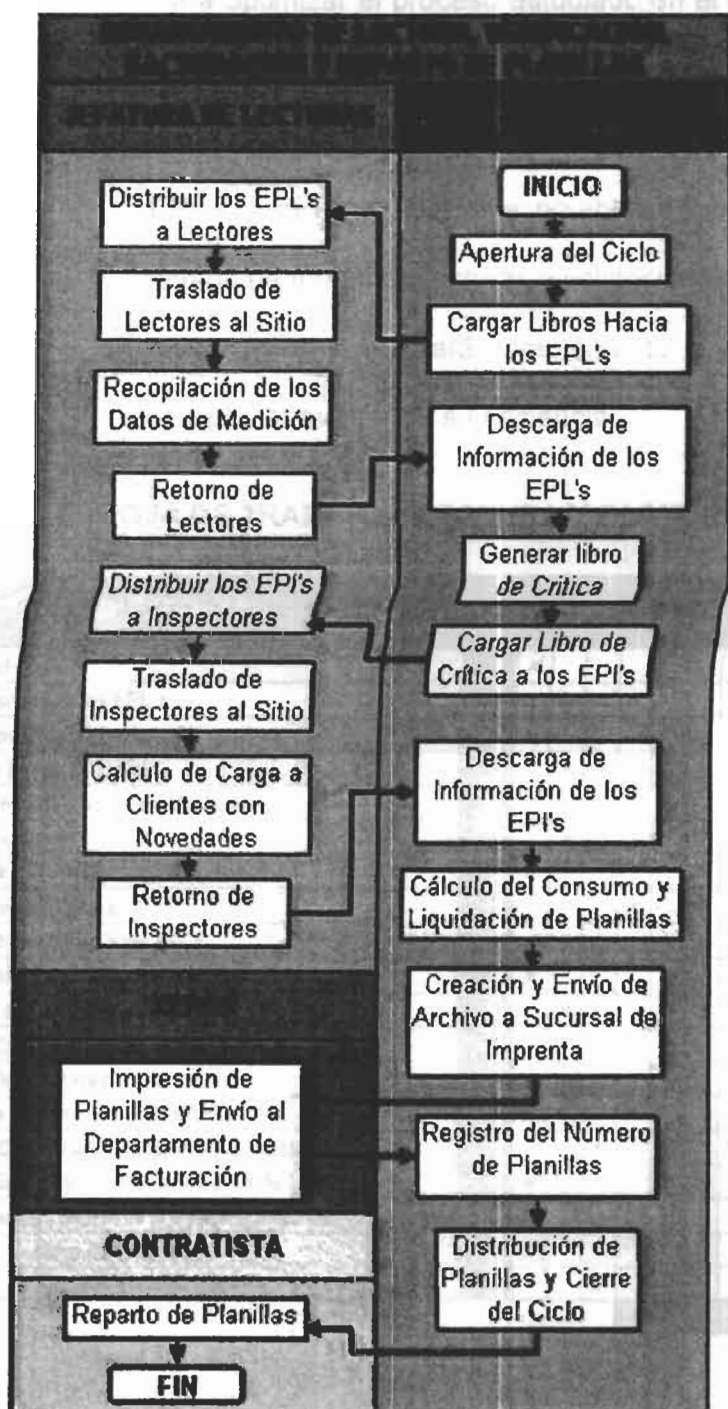 optimizar el proceso
JEFATURA DE LECTURAS
INICIO
Apertura del Ciclo
Cargar Libros Hacia
los EPL's
Distribuir los EPL's
a Lectores
Traslado de
Lectores al Sitio
Recopilación de los
Datos de Medición
Retorno de
Lectores
Descarga de
Información de los
EPL's
Generar libro
de Critica
Cargar Libro de
Crítica a los EPI's
Distribuir los EPI's
a Inspectores
Traslado de
Inspectores al Sitio
Calculo de Carga a
Clientes con
Novedades
Retorno de
Inspectores
Descarga de
Información de los
EPI's
Cálculo del Consumo y
Liquidación de Planillas
Creación y Envío de
Archivo a Sucursal de
Imprenta
Impresión de
Planillas y Envío al
Departamento de
Facturación
Registro del Número
de Planillas
Distribución de
Planillas y Cierre
del Ciclo
CONTRATISTA
Reparto de Planillas
FIN